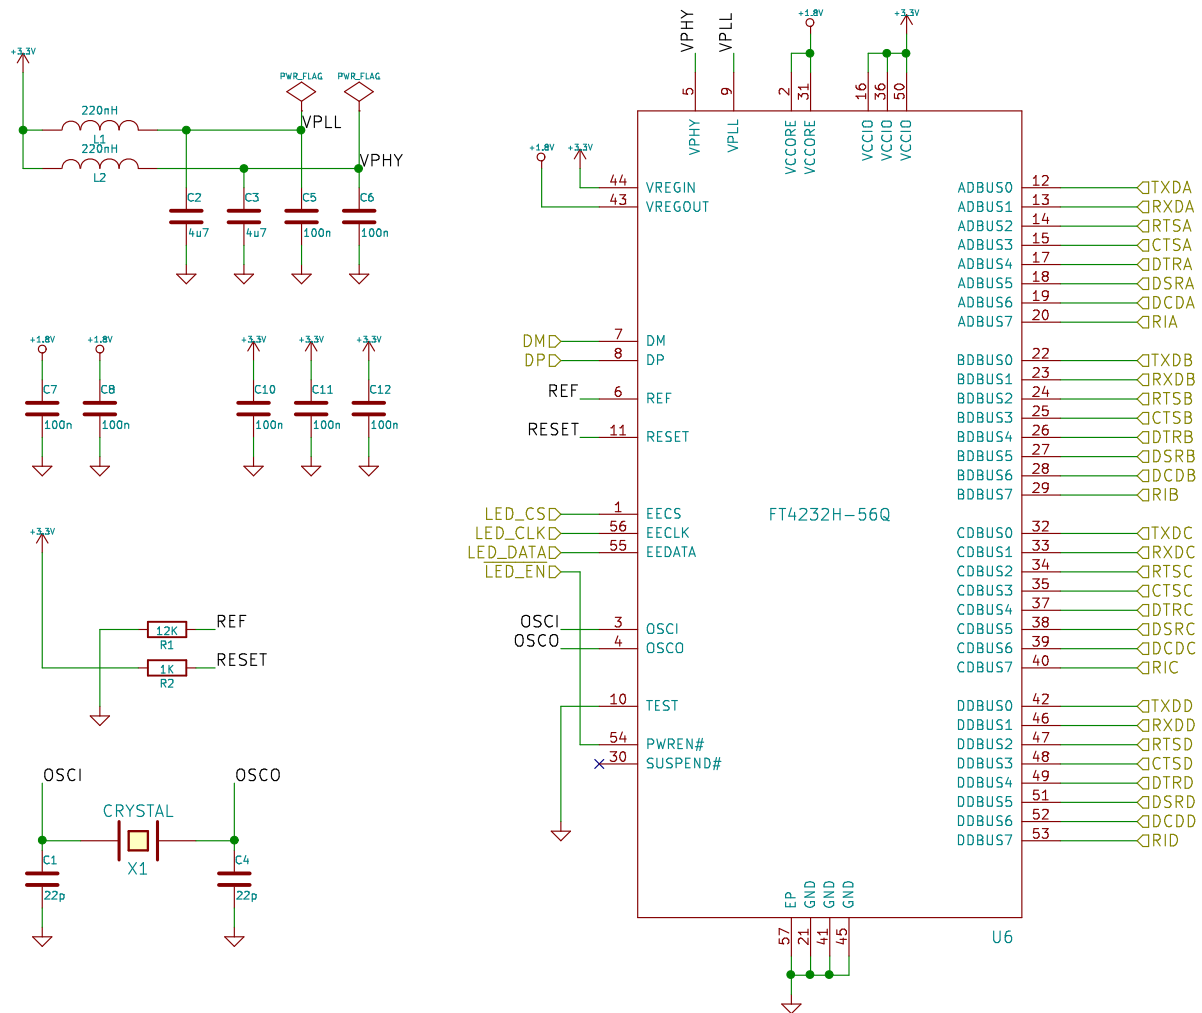 +3.3V
220nH
L1
220nH
L2
PWR_FLAG
PWR_FLAG
VPLL
VPHY
C2
4u7
C3
4u7
C5
100n
C6
100n
+1.8V
C7
100n
+1.8V
C8
100n
+3.3V
C10
100n
+3.3V
C11
100n
+3.3V
C12
100n
+3.3V
12K
R1
REF
1K
R2
RESET
OSCI
OSCO
CRYSTAL
X1
C1
22p
C4
22p
VPHY
VPLL
+1.8V
+3.3V
5
9
2
31
16
36
50
VPHY
VPLL
VCCORE
VCCORE
VCCIO
VCCIO
VCCIO
+1.8V
+3.3V
44 VREGIN
43 VREGOUT
DM 7 DM
DP 8 DP
REF 6 REF
RESET 11 RESET
LED_CS 1 EECS
LED_CLK 56 EECLK
LED_DATA 55 EEDATA
LED_EN
OSCI 3 OSCI
OSCO 4 OSCO
10 TEST
54 PWREN#
30 SUSPEND#
FT4232H-56Q
ADBUS0 12 TXDA
ADBUS1 13 RXDA
ADBUS2 14 RTSA
ADBUS3 15 CTSA
ADBUS4 17 DTRA
ADBUS5 18 DSRA
ADBUS6 19 DCDA
ADBUS7 20 RIA
BDBUS0 22 TXDB
BDBUS1 23 RXDB
BDBUS2 24 RTSB
BDBUS3 25 CTSB
BDBUS4 26 DTRB
BDBUS5 27 DSRB
BDBUS6 28 DCDB
BDBUS7 29 RIB
CDBUS0 32 TXDC
CDBUS1 33 RXDC
CDBUS2 34 RTSC
CDBUS3 35 CTSC
CDBUS4 37 DTRC
CDBUS5 38 DSRC
CDBUS6 39 DCDC
CDBUS7 40 RIC
DDBUS0 42 TXDD
DDBUS1 46 RXDD
DDBUS2 47 RTSD
DDBUS3 48 CTSD
DDBUS4 49 DTRD
DDBUS5 51 DSRD
DDBUS6 52 DCDD
DDBUS7 53 RID
EP
GND
GND
GND
57
21
41
45
U6